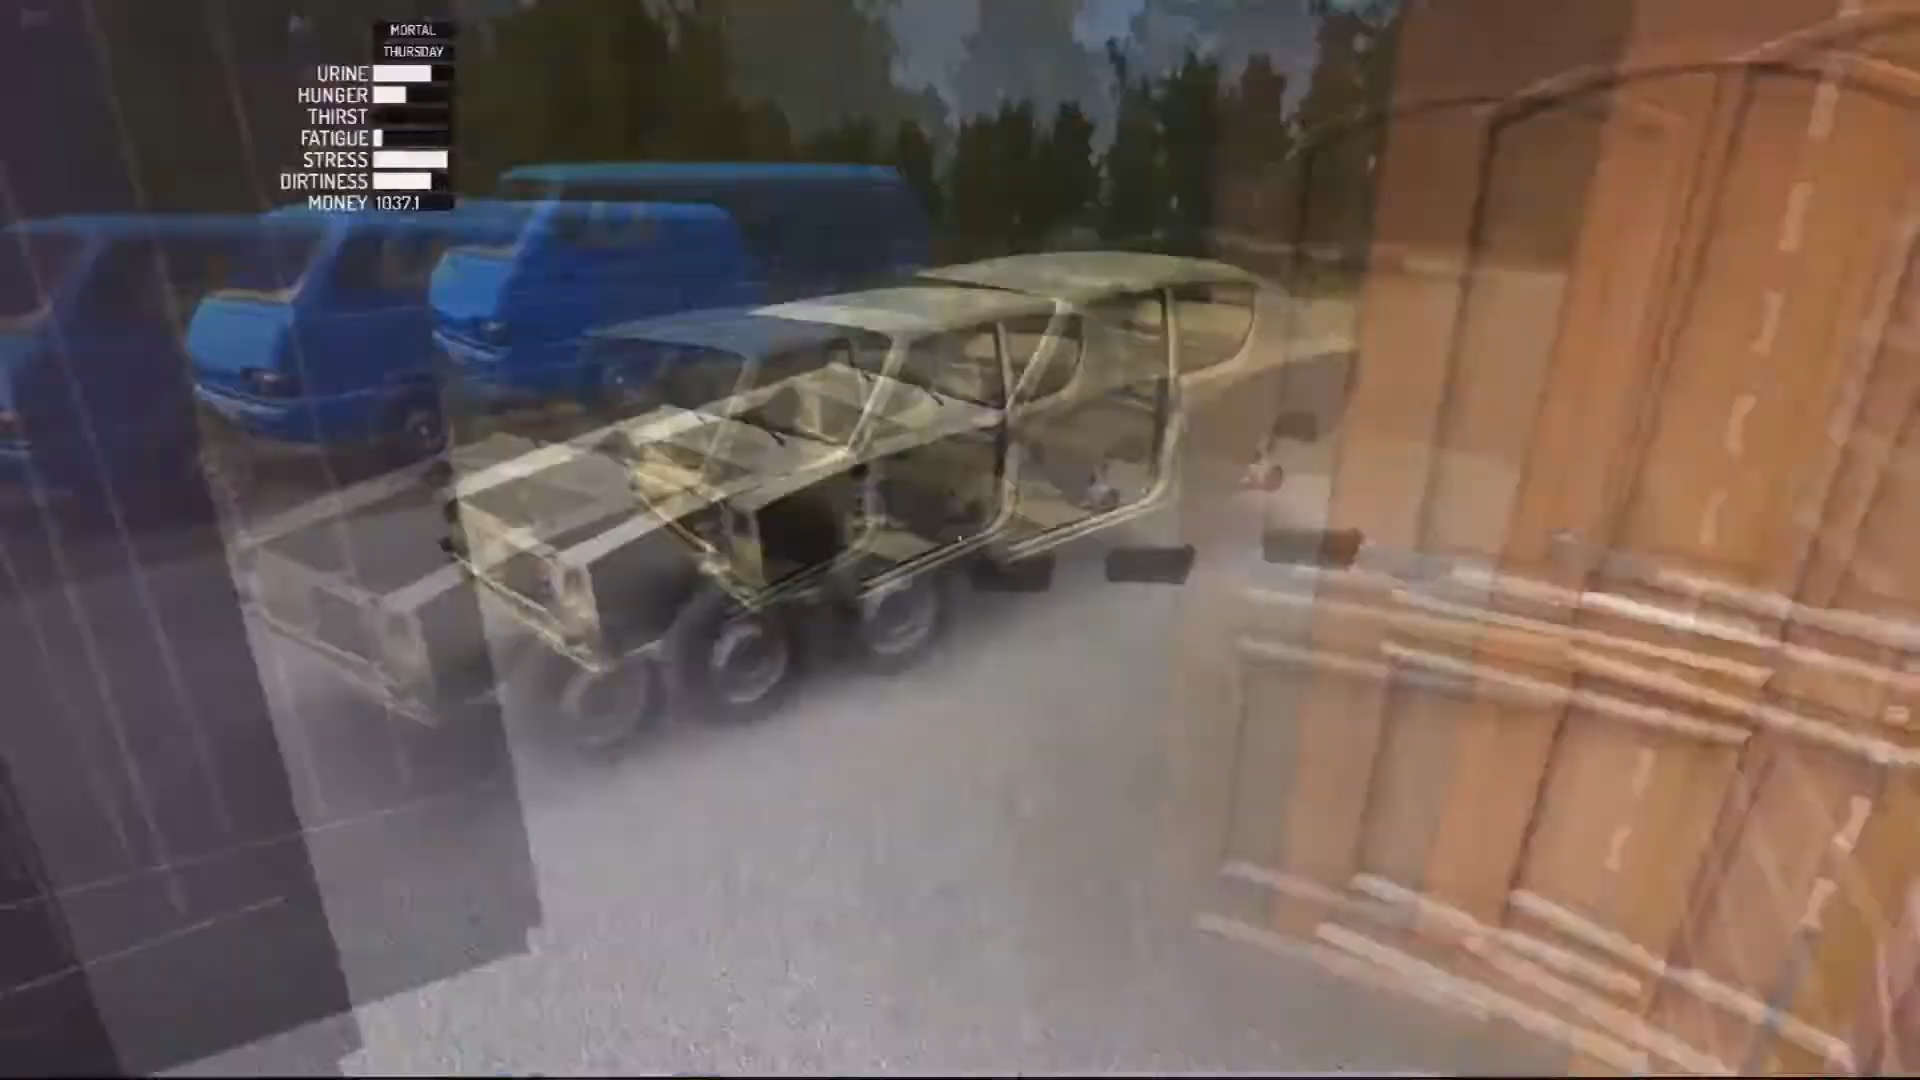 MORTAL
THURSDAY
URINE
HUNGER
THIRST
FATIGUE
STRESS
DIRTINESS
MONEY 1037.1